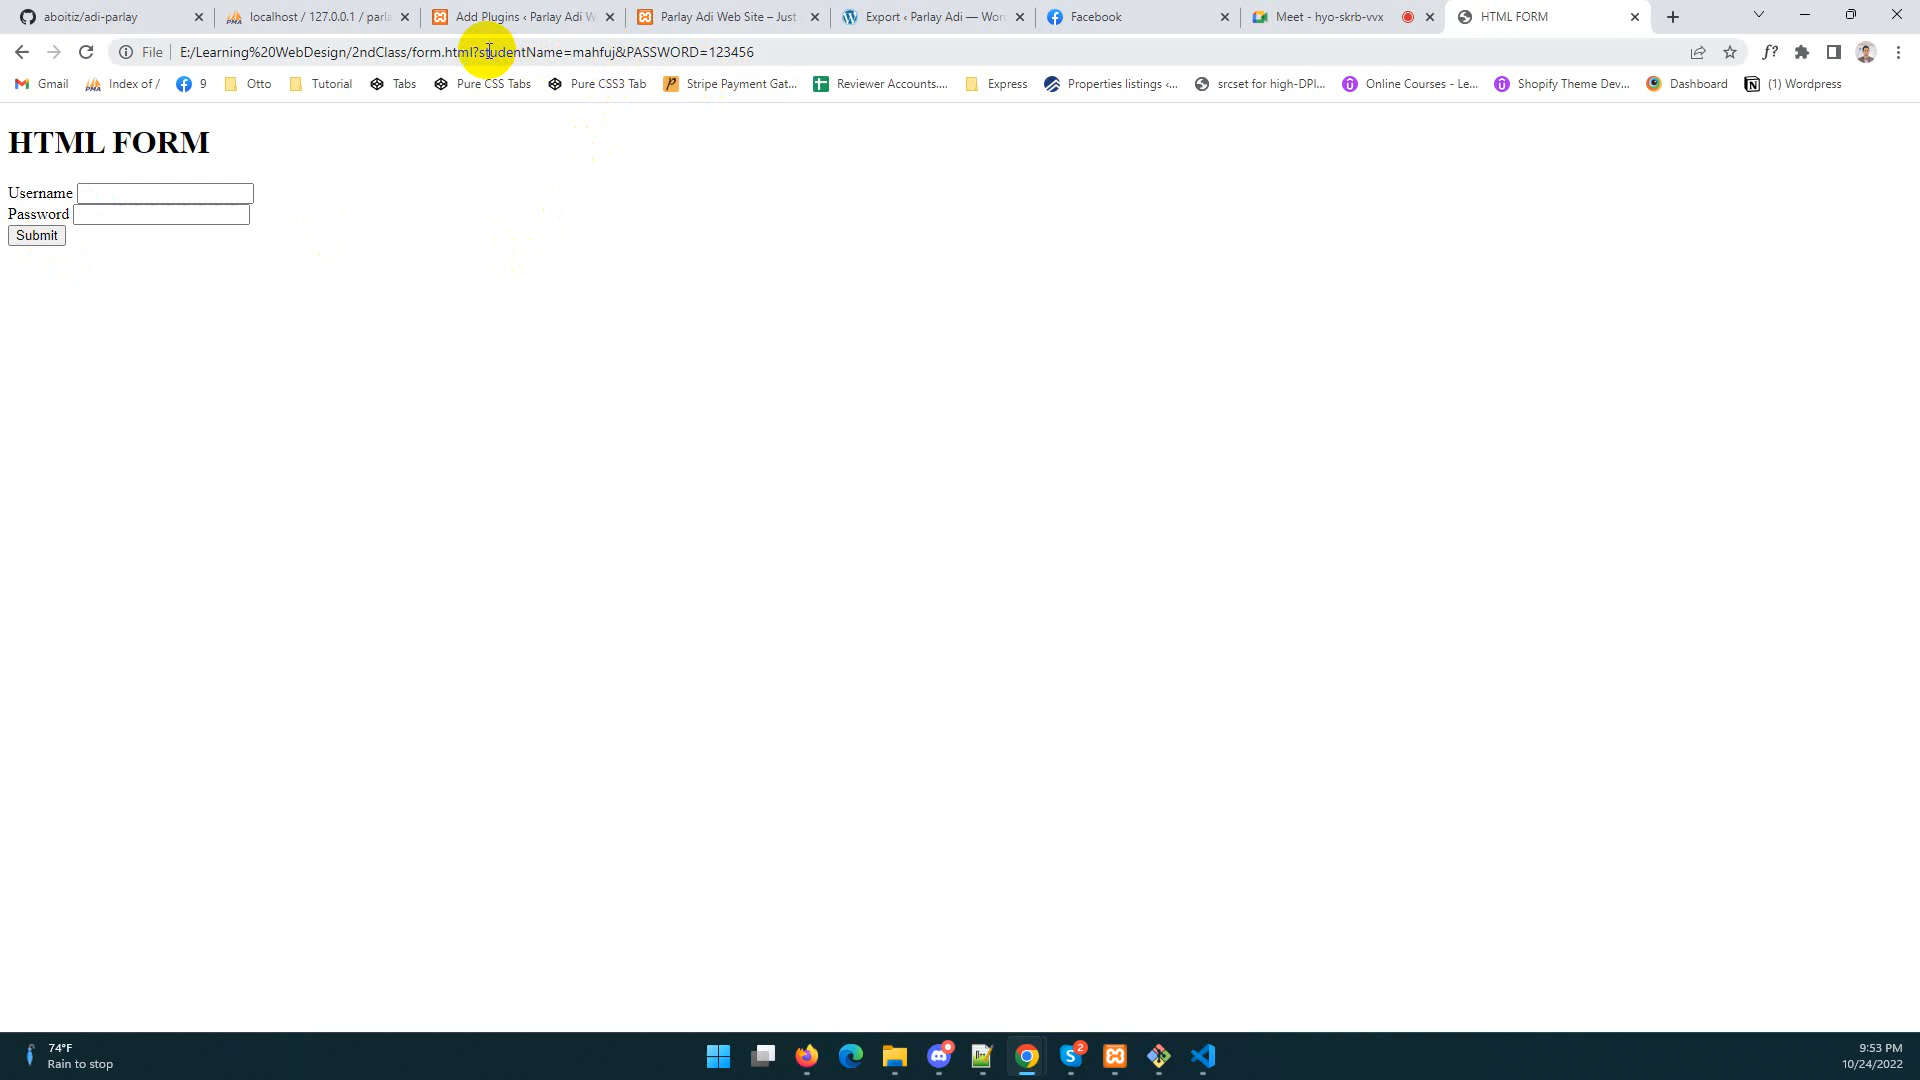 aboitiz/adi-parlay
localhost / 127.0.0.1 / parla
Add Plugins ‹ Parlay Adi W
Parlay Adi Web Site – Just
Export ‹ Parlay Adi — Wor
Facebook
Meet - hyo-skrb-vvx
HTML FORM
File
E:/Learning%20WebDesign/2ndClass/form.html?studentName=mahfuj&PASSWORD=123456
f?
Gmail
PMA
Index of /
9
Otto
Tutorial
Tabs
Pure CSS Tabs
Pure CSS3 Tab
Stripe Payment Gat...
Reviewer Accounts....
Express
Properties listings ‹...
srcset for high-DPI...
Online Courses - Le...
Shopify Theme Dev...
Dashboard
(1) Wordpress
HTML FORM
Username
Password
Submit
74°F
Rain to stop
2
9:53 PM
10/24/2022